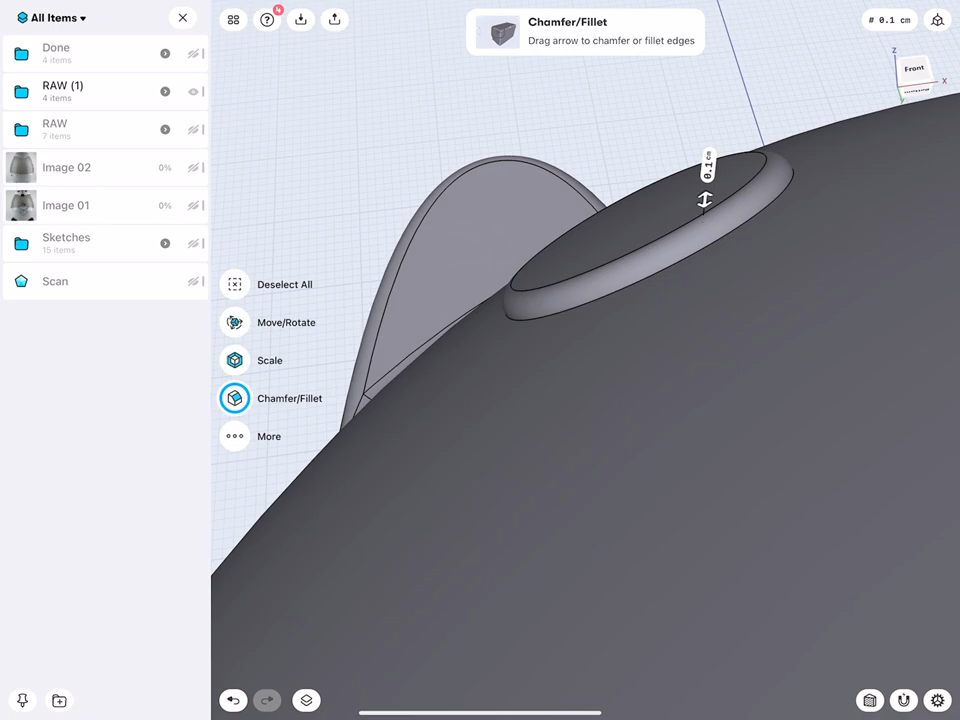 All Items
Done
4 items
RAW (1)
4 items
RAW
7 items
Image 02
0%
Image 01
0%
Sketches
15 items
Scan
4
Chamfer/Fillet
Drag arrow to chamfer or fillet edges
# 0.1 cm
Z
Front
X
Y
0.1 cm
Deselect All
Move/Rotate
Scale
Chamfer/Fillet
More